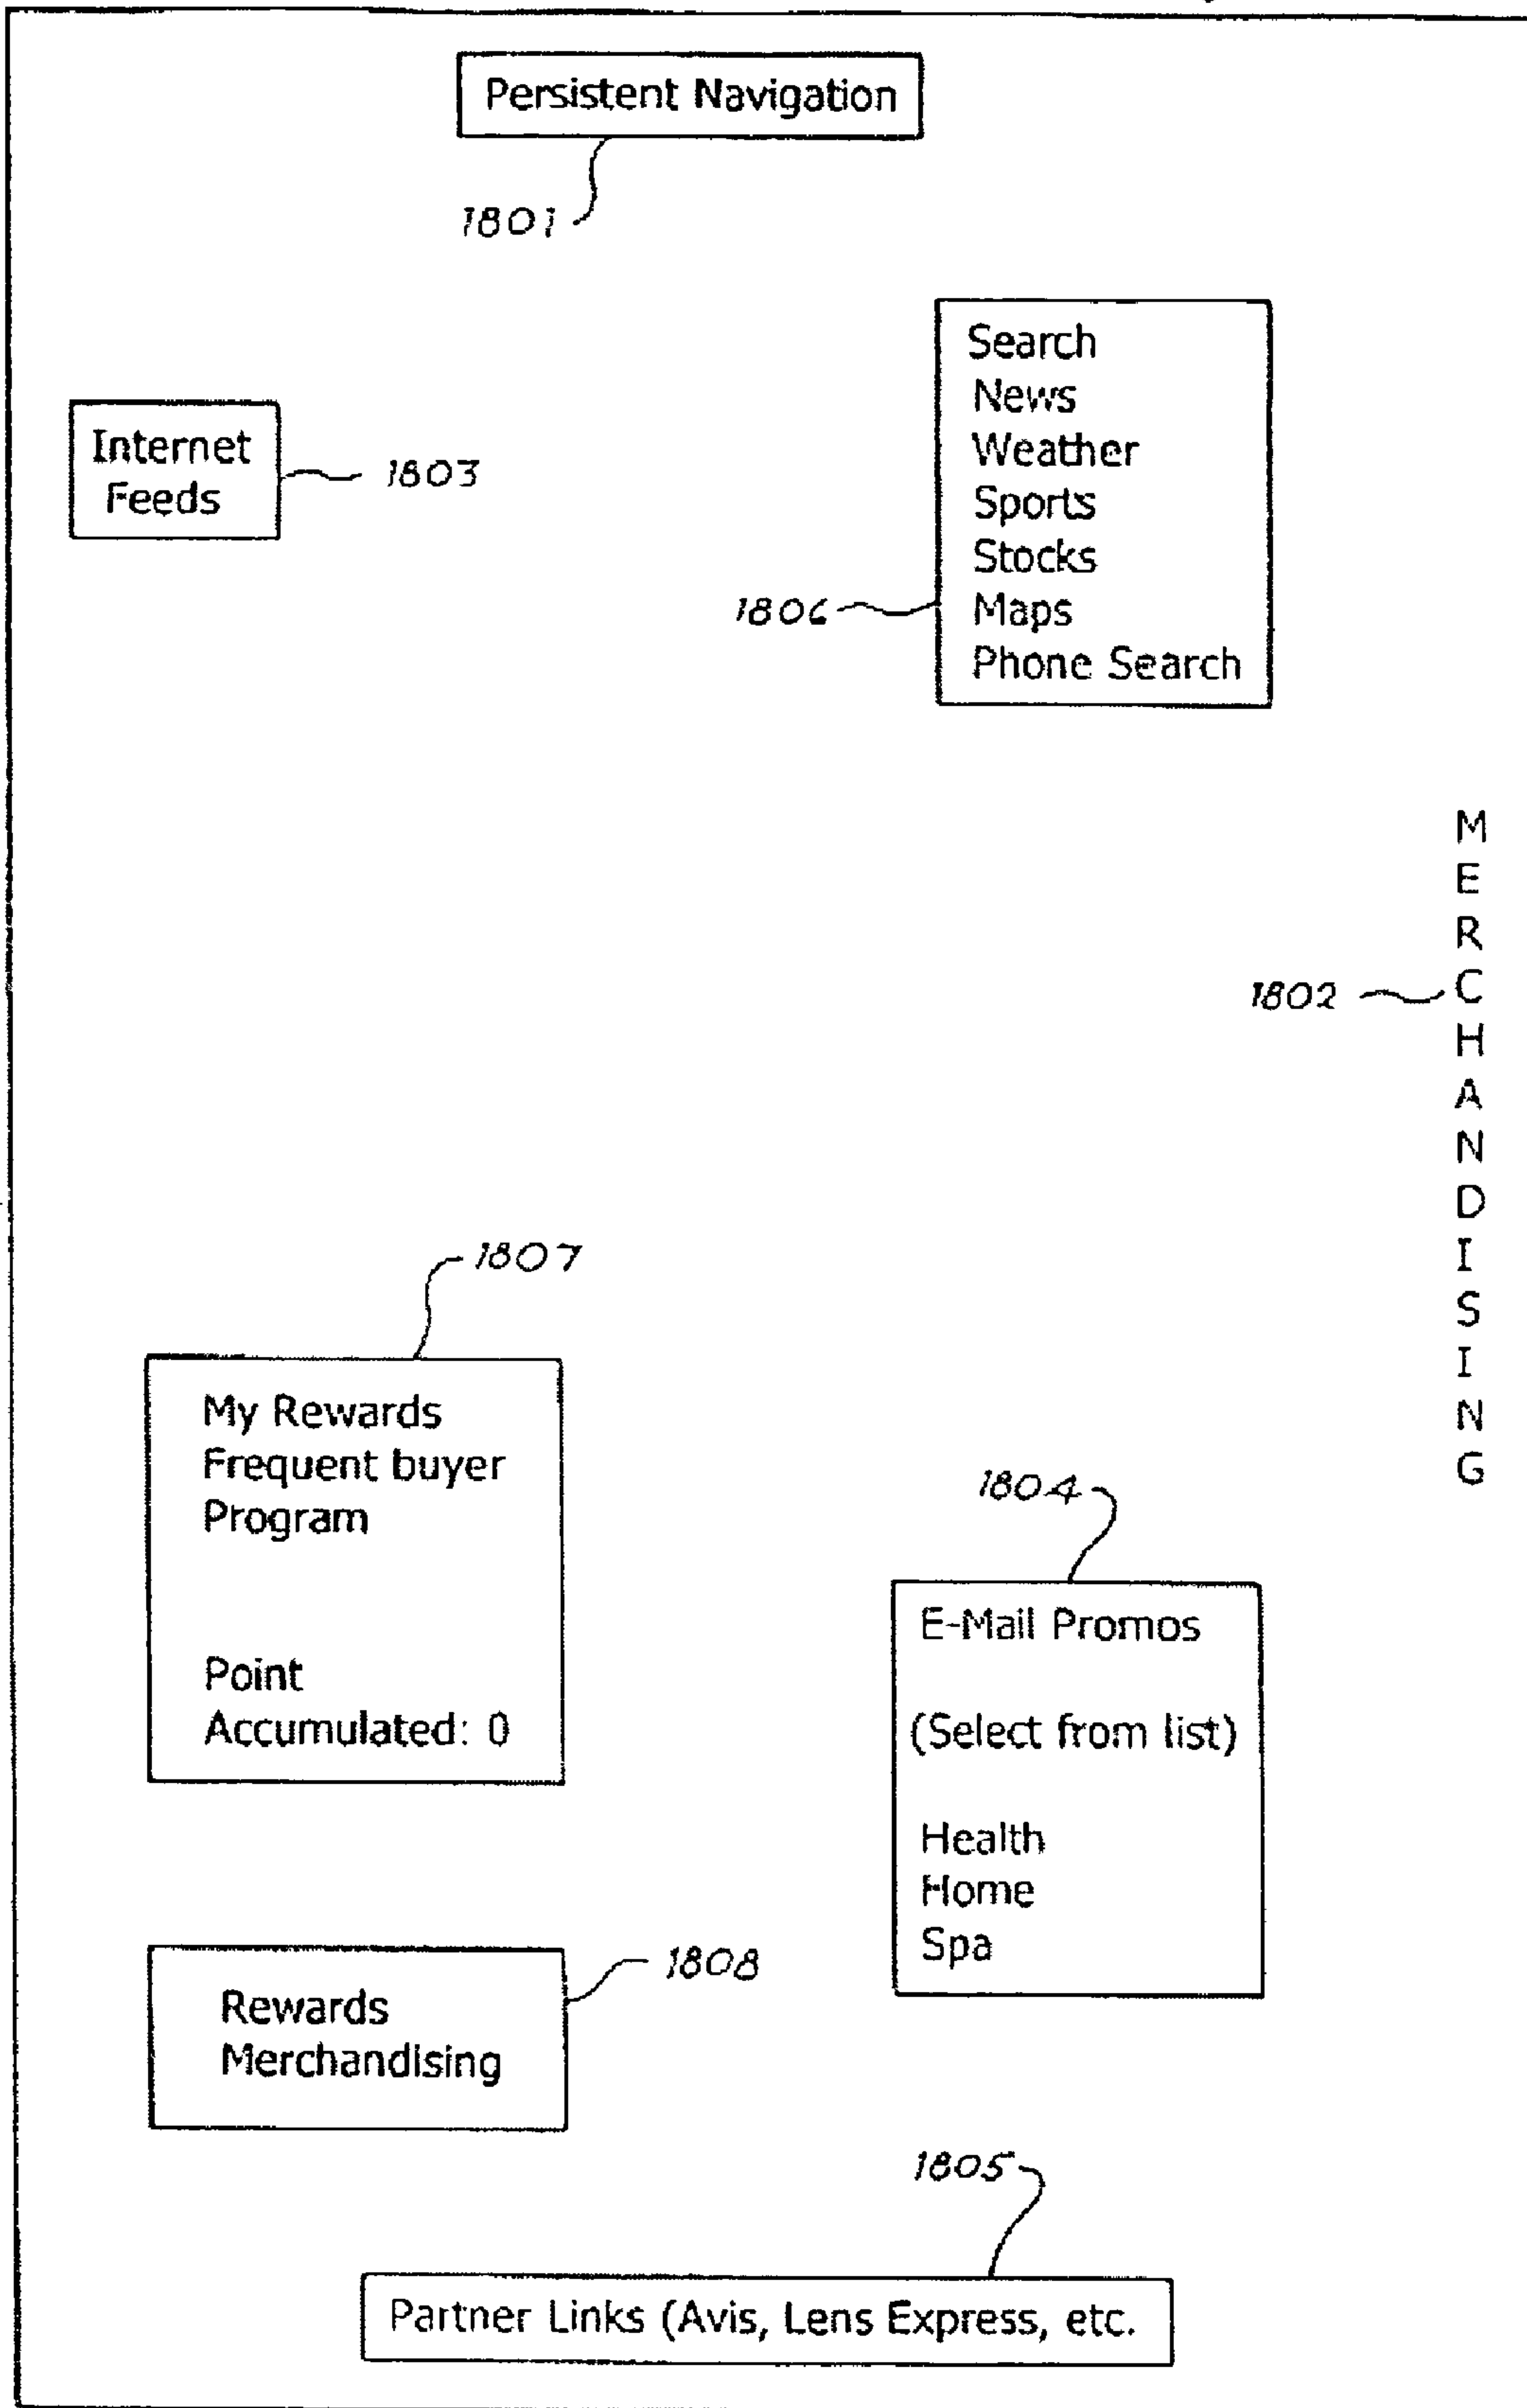 Persistent Navigation
1801
Search
News
Weather
Sports
Stocks
Maps
Phone Search
1806
Internet
Feeds
1803
MERCHANDISING
1802
1807
My Rewards
Frequent buyer
Program
Point
Accumulated: 0
1804
E-Mail Promos
(Select from list)
Health
Home
Spa
1808
Rewards
Merchandising
1805
Partner Links (Avis, Lens Express, etc.